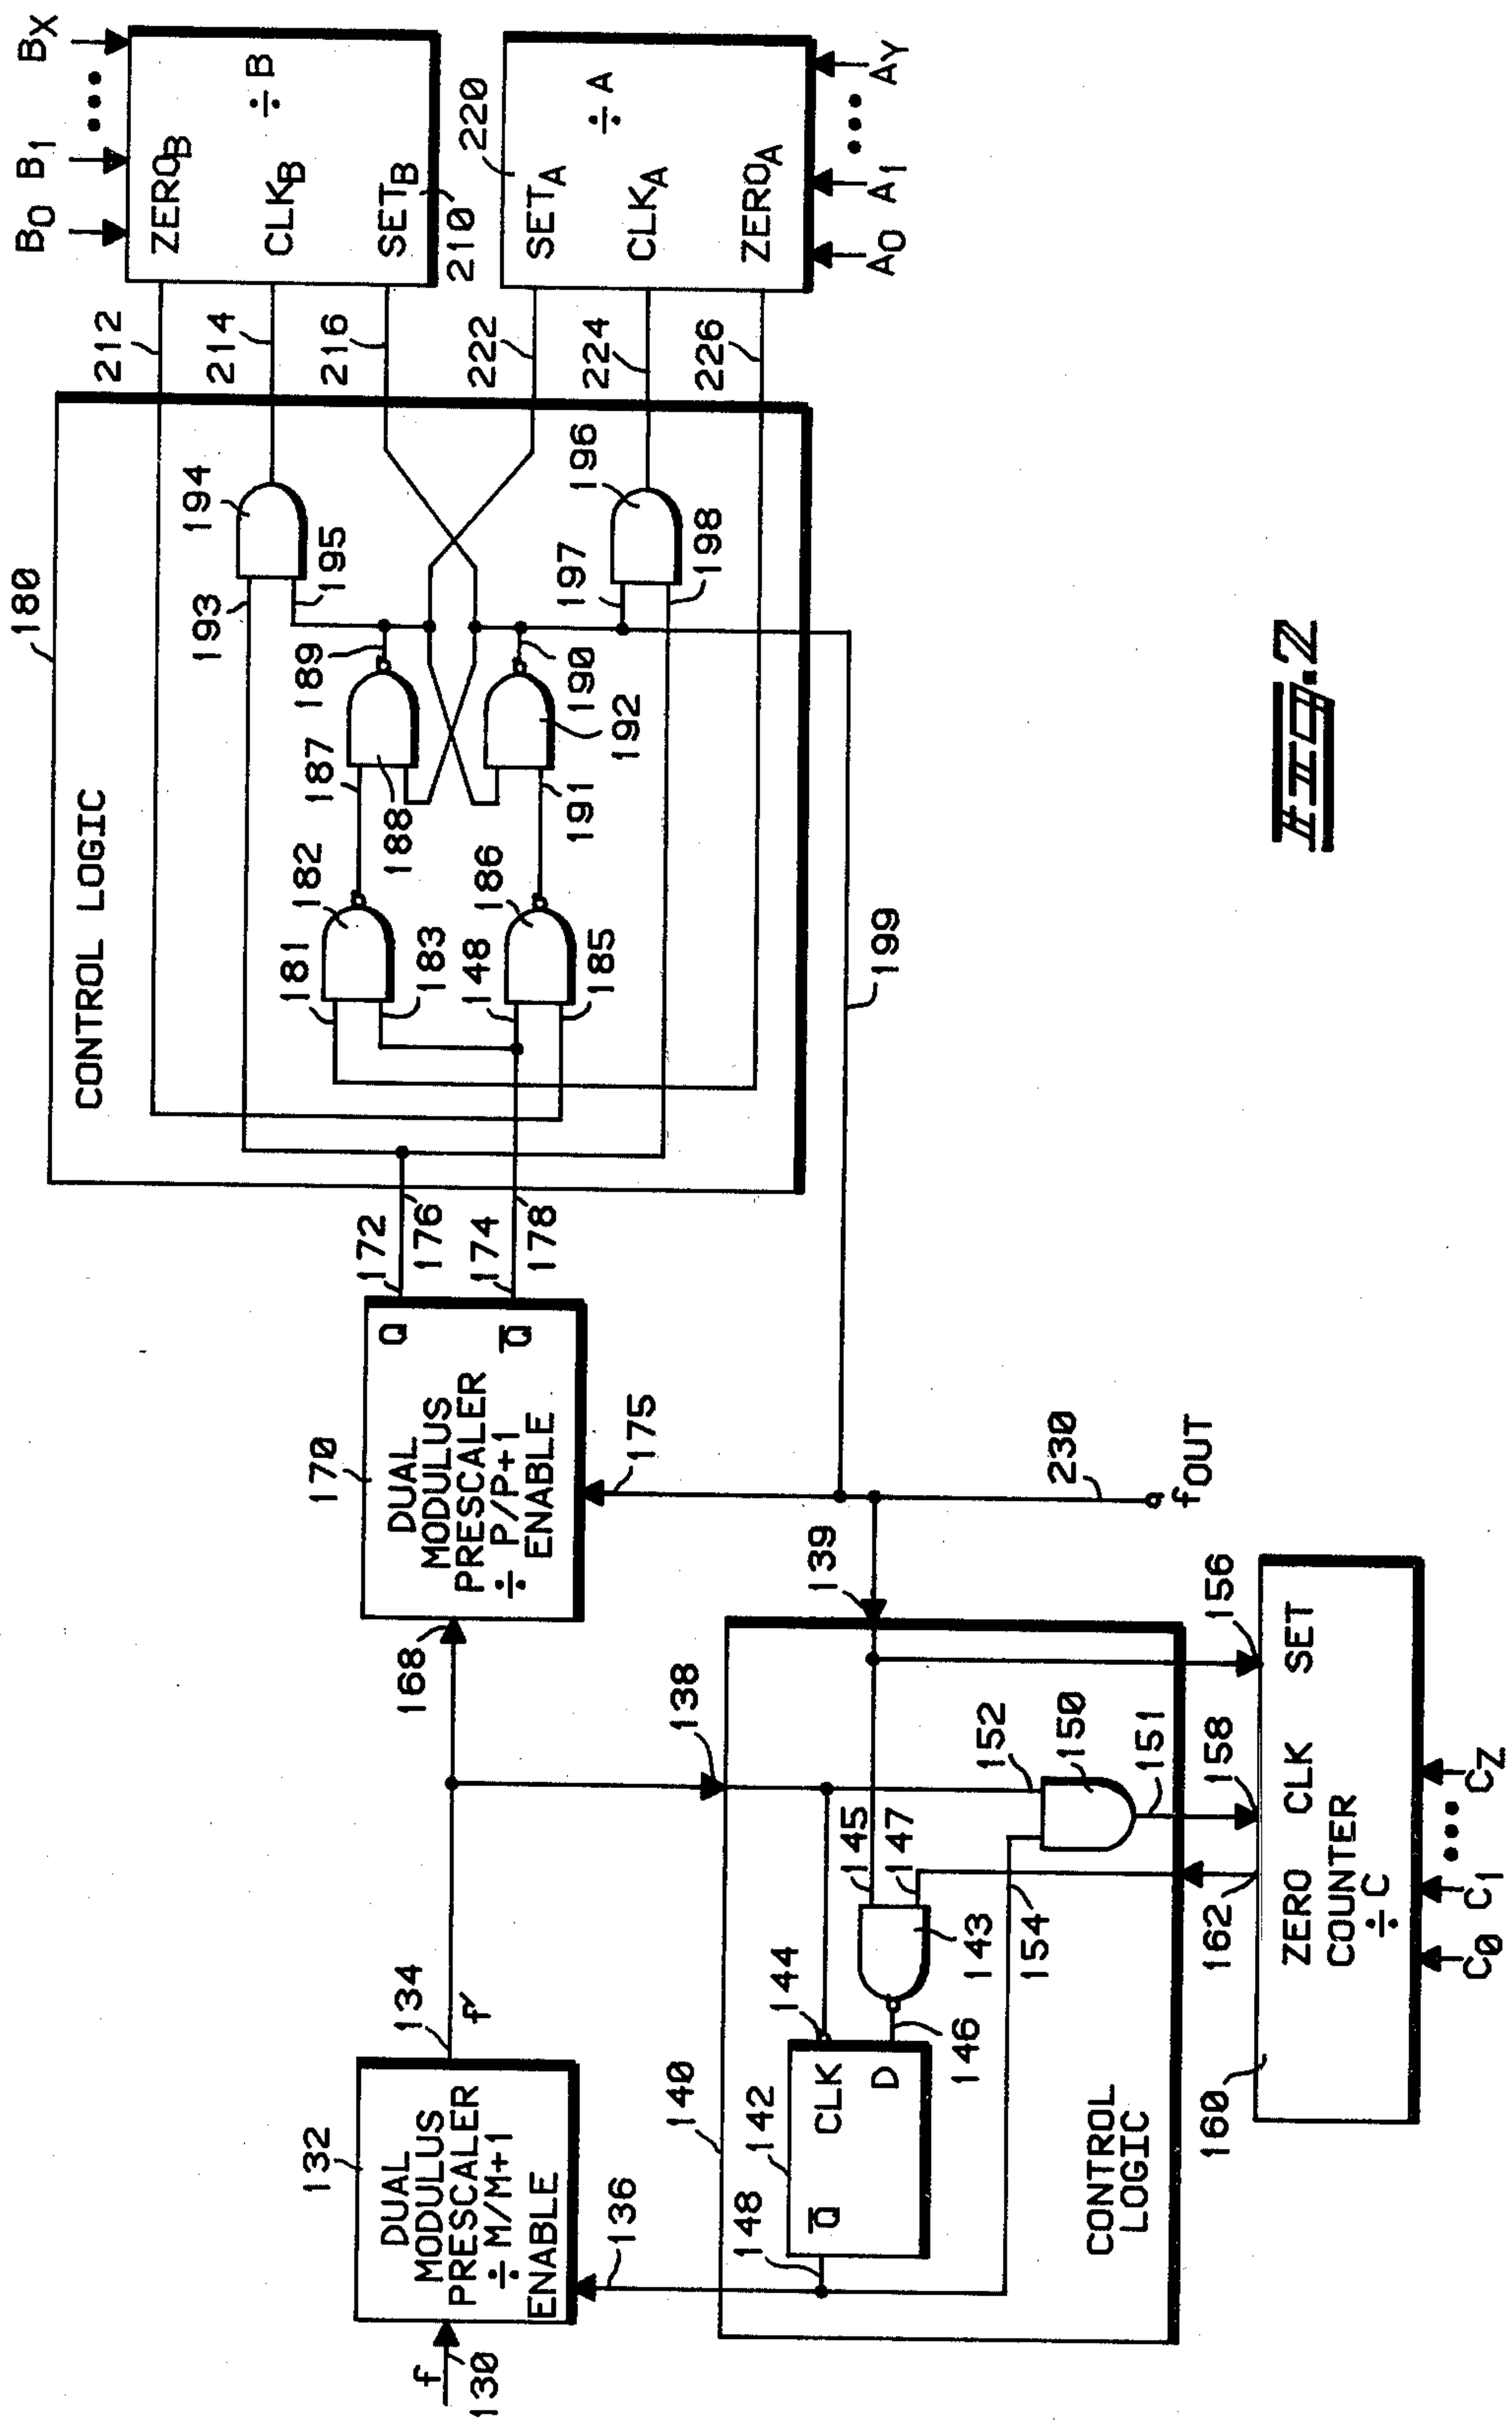 f
130
DUAL
MODULUS
PRESCALER
÷ M/M+1
ENABLE
132
134
f'
136
168
DUAL
MODULUS
PRESCALER
÷ P/P+1
ENABLE
Q
Q̅
170
172
174
175
176
178
CONTROL LOGIC
180
181
182
183
148
185
186
187
188
189
190
191
192
193
194
195
196
197
198
199
212
214
216
222
224
226
B0 B1 BX
ZEROB
CLKB
SETB
÷ B
210
220
SETA
CLKA
ZEROA
÷ A
A0 A1 AY
138
139
140
142
Q̅
CLK
D
143
144
145
146
147
148
150
151
152
154
CONTROL
LOGIC
156
158
160
162
ZERO CLK SET
COUNTER
÷ C
C0 C1 CZ
230
fOUT
FIG. 2